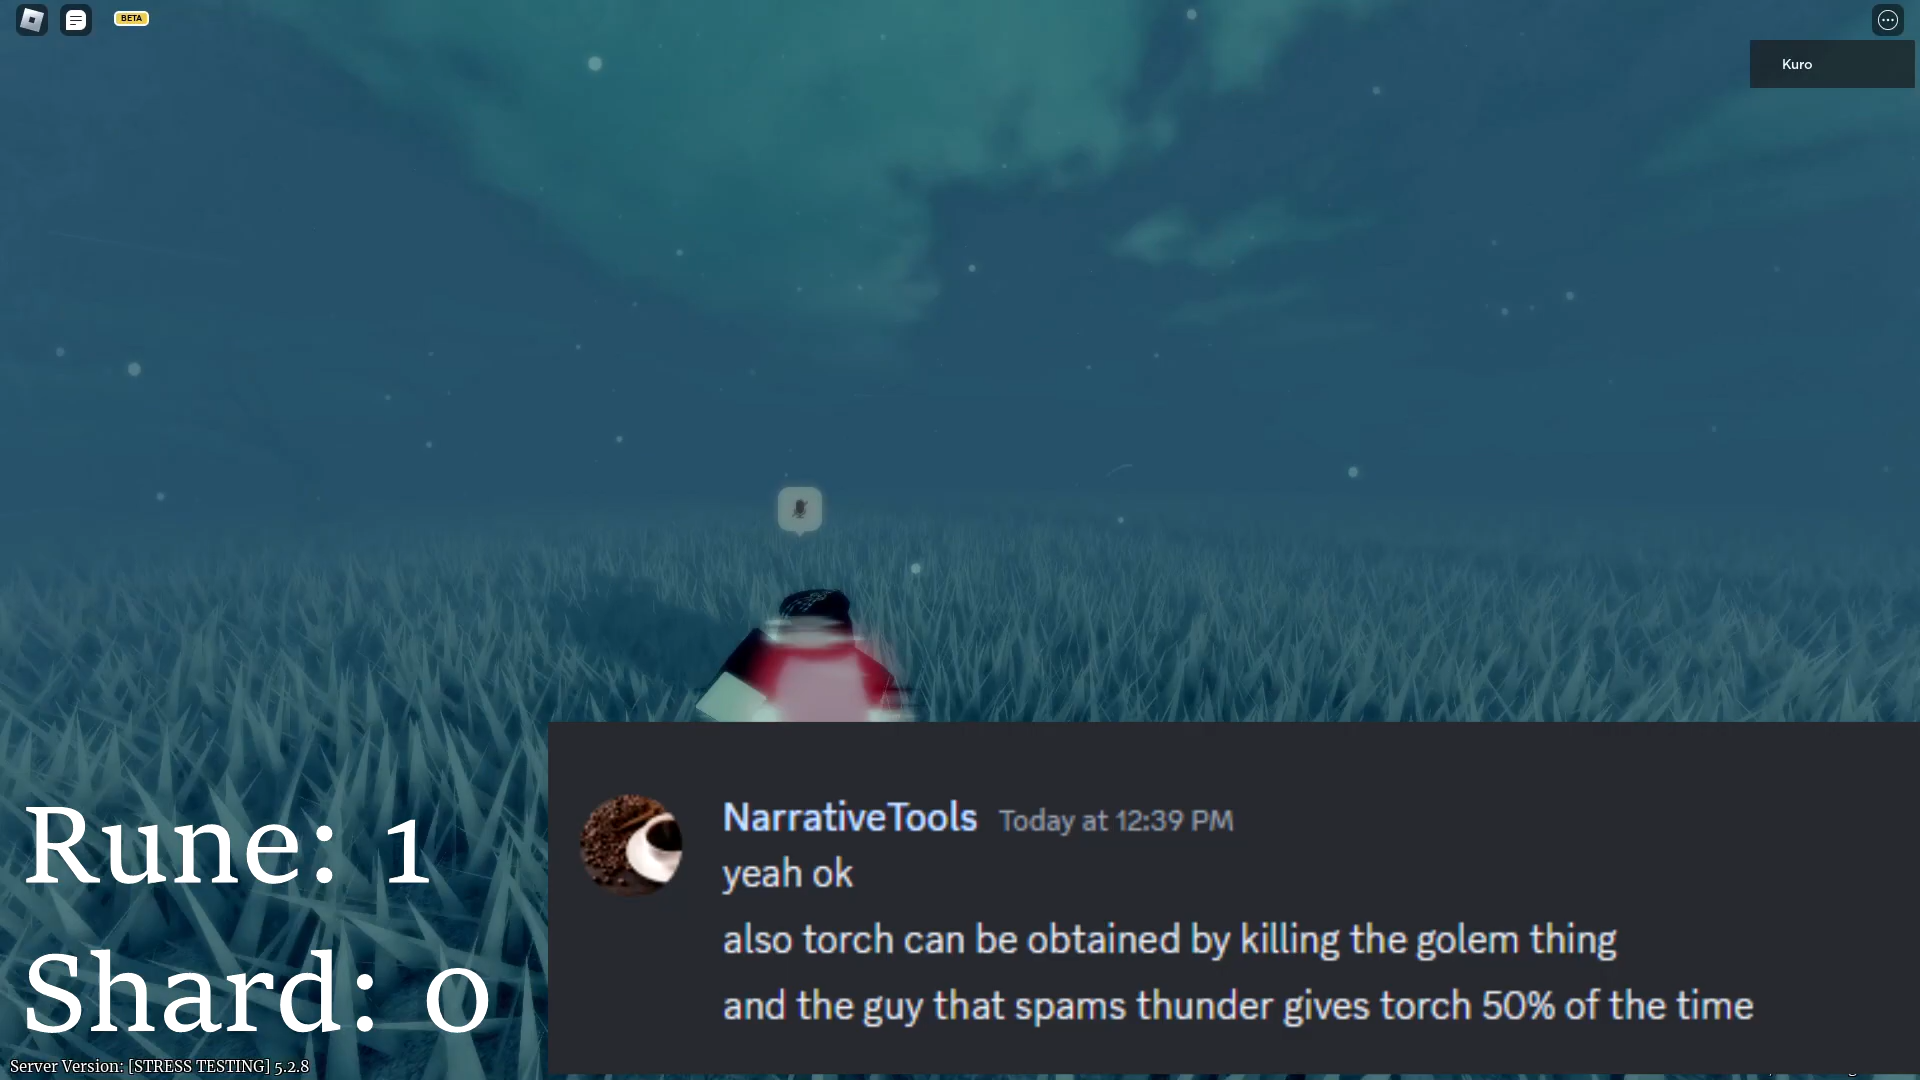 BETA
Kuro
NarrativeTools Today at 12:39 PM
yeah ok
also torch can be obtained by killing the golem thing
and the guy that spams thunder gives torch 50% of the time
Rune: 1
Shard: 0
Server Version: [STRESS TESTING] 5.2.8